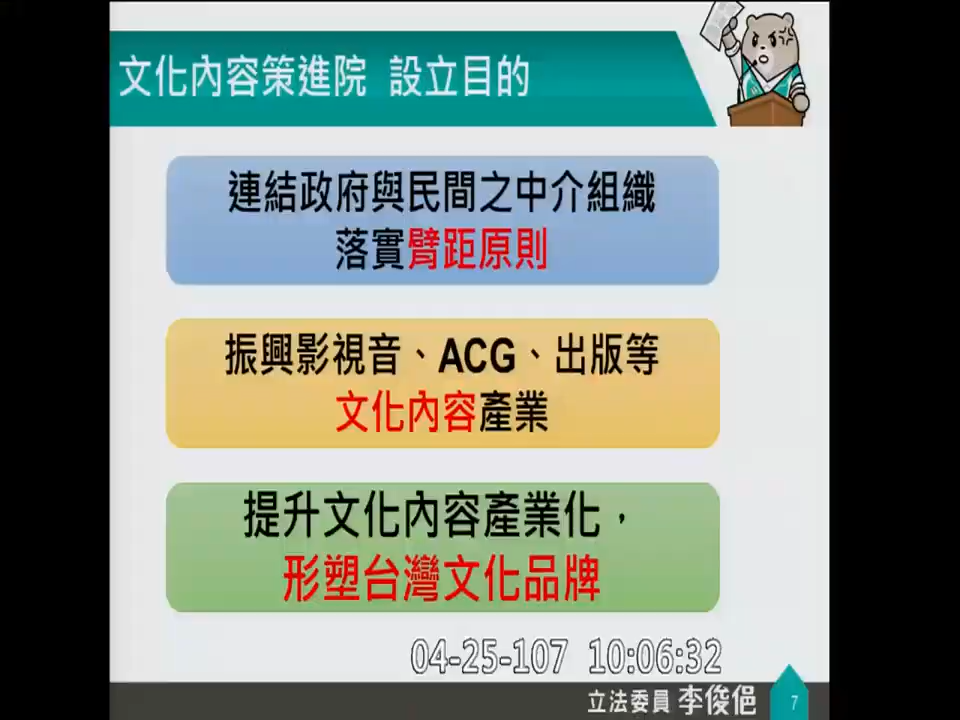 文化內容策進院 設立目的
連結政府與民間之中介組織
落實臂距原則
振興影視音、ACG、出版等
文化內容產業
提升文化內容產業化，
形塑台灣文化品牌
04-25-107 10:06:32
立法委員 李俊俋 7